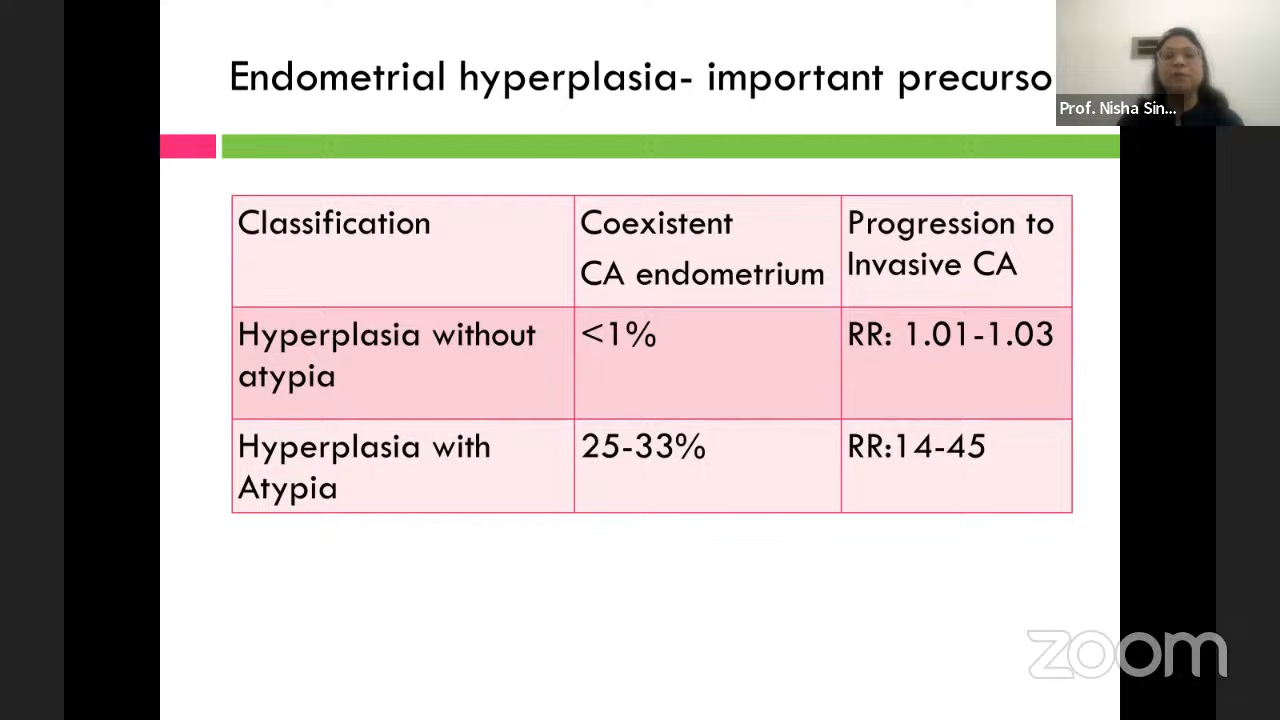 Endometrial hyperplasia- important precurso
Prof. Nisha Sin...
Classification
Coexistent
CA endometrium
Progression to
Invasive CA
Hyperplasia without
atypia
<1%
RR: 1.01-1.03
Hyperplasia with
Atypia
25-33%
RR:14-45
zoom